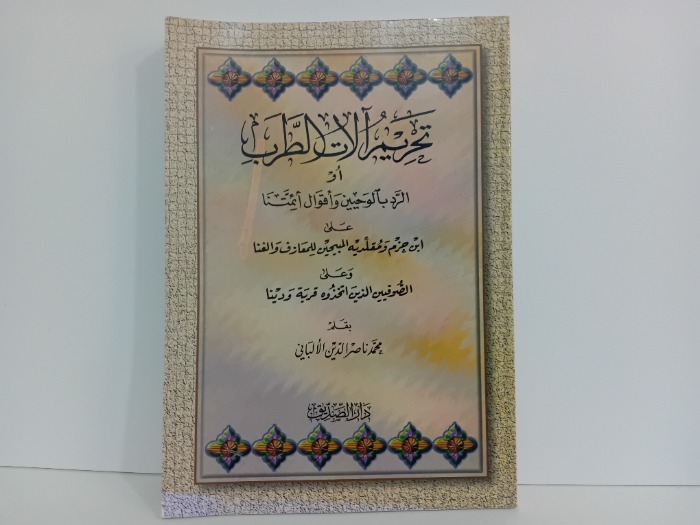 تحريم آلات الطرب
أو
الرد بالوحيين وأقوال أئمتنا
على
ابن حزم ومقلديه المبيحين للمعازف والغنا
وعلى
الصوفيين الذين اتخذوه قربة ودينا
بقلم
محمد ناصر الدين الألباني
دار الصديق